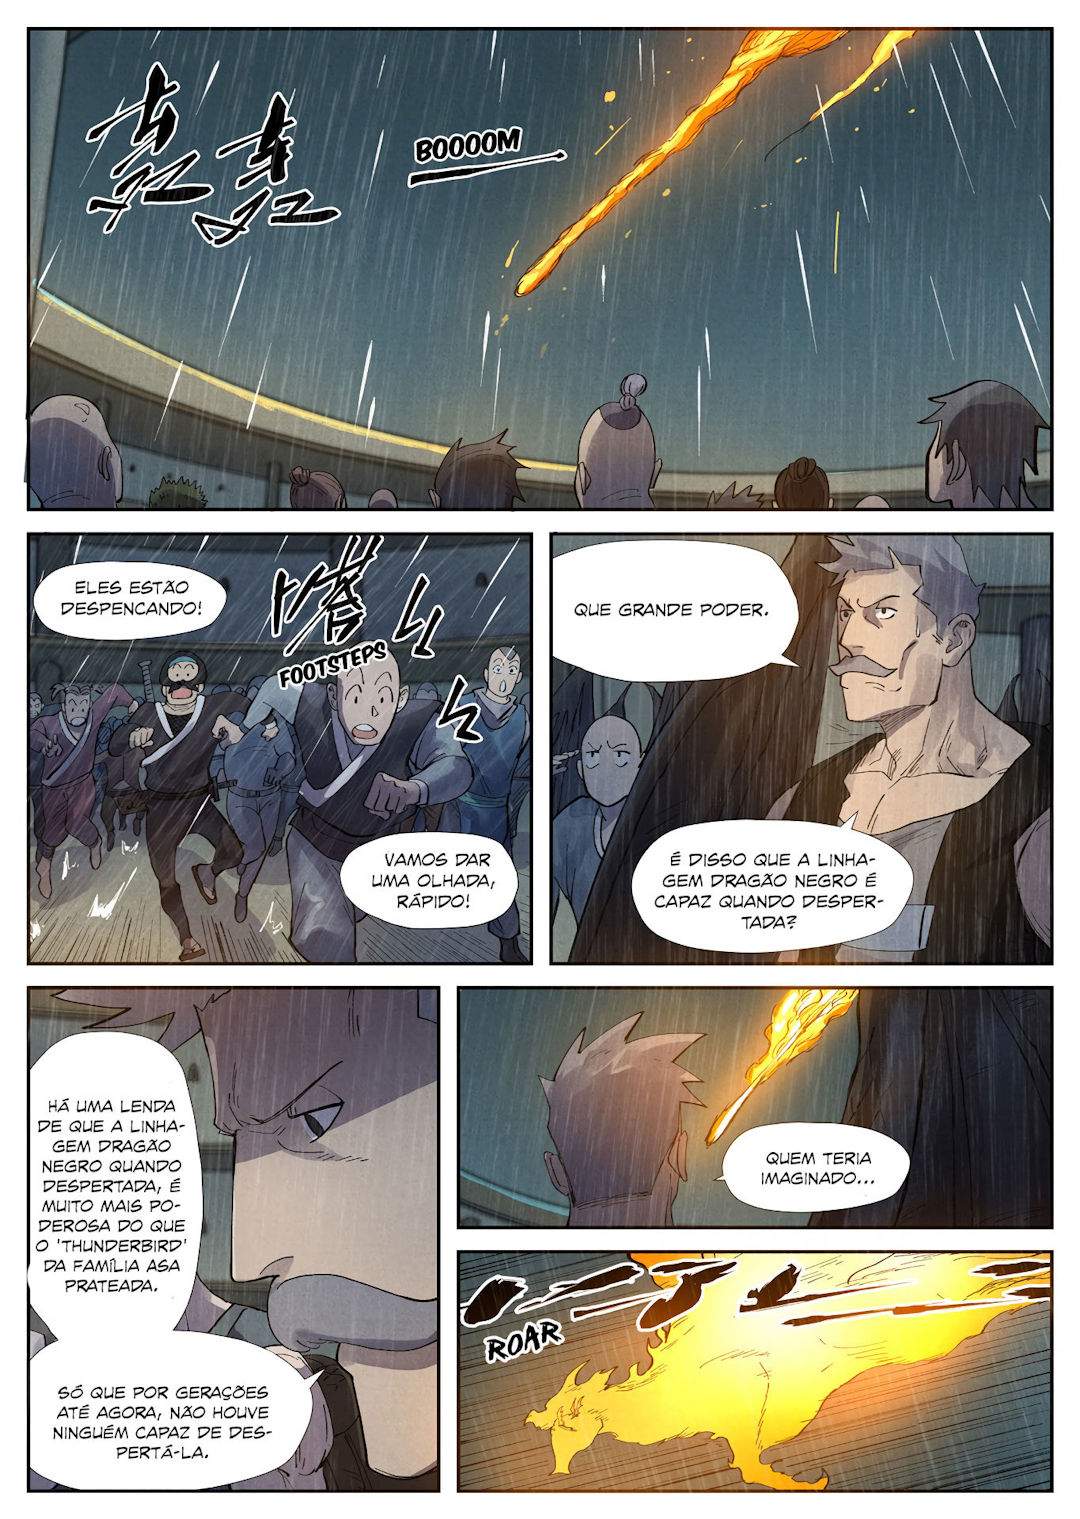 轰轰
BOOOOM
ELES ESTÃO
DESPENCANDO!
嗒
FOOTSTEPS
VAMOS DAR
UMA OLHADA,
RÁPIDO!
QUE GRANDE PODER.
É DISSO QUE A LINHA-
GEM DRAGÃO NEGRO É
CAPAZ QUANDO DESPER-
TADA?
HÁ UMA LENDA
DE QUE A LINHA-
GEM DRAGÃO
NEGRO QUANDO
DESPERTADA, É
MUITO MAIS PO-
DEROSA DO QUE
O 'THUNDERBIRD'
DA FAMÍLIA ASA
PRATEADA.
SÓ QUE POR GERAÇÕES
ATÉ AGORA, NÃO HOUVE
NINGUÉM CAPAZ DE DES-
PERTÁ-LA.
QUEM TERIA
IMAGINADO...
ROAR